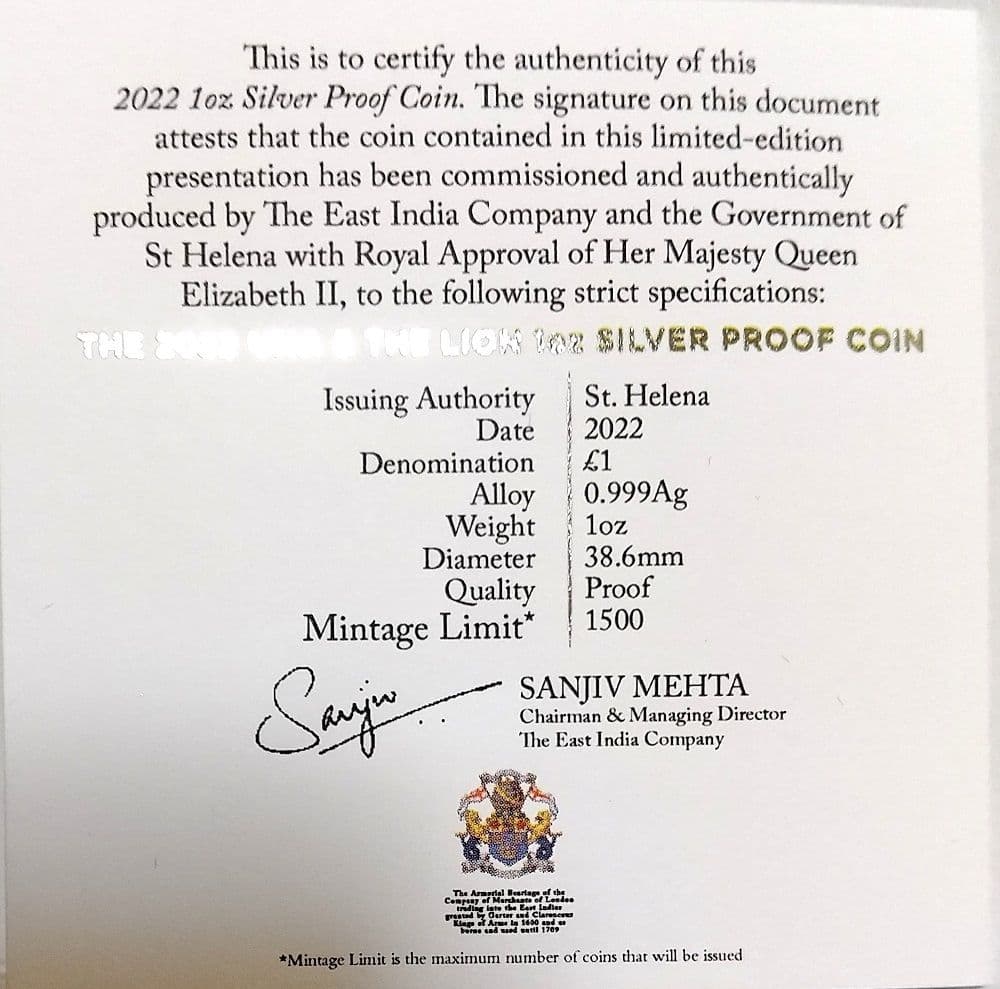 This is to certify the authenticity of this
2022 1oz Silver Proof Coin. The signature on this document
attests that the coin contained in this limited-edition
presentation has been commissioned and authentically
produced by The East India Company and the Government of
St Helena with Royal Approval of Her Majesty Queen
Elizabeth II, to the following strict specifications:
THE 2022 UNA & THE LION 1oz SILVER PROOF COIN
Issuing Authority St. Helena
Date 2022
Denomination £1
Alloy 0.999Ag
Weight 1oz
Diameter 38.6mm
Quality Proof
Mintage Limit* 1500
Sanjiv
SANJIV MEHTA
Chairman & Managing Director
The East India Company
The Armorial Bearings of the
Company of Merchants of London
trading into the East Indies
granted by Garter and Clarenceux
Kings of Arms in 1600 and as
borne and used until 1709
*Mintage Limit is the maximum number of coins that will be issued